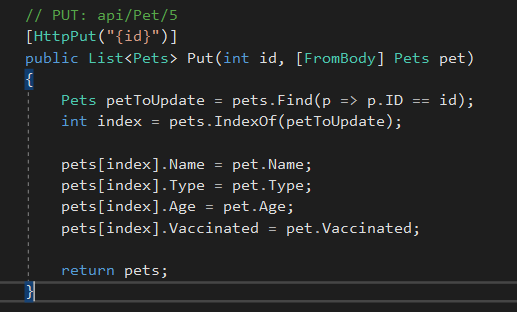 // PUT: api/Pet/5
[HttpPut("{id}")]
public List<Pets> Put(int id, [FromBody] Pets pet)
{
Pets petToUpdate = pets.Find(p => p.ID == id);
int index = pets.IndexOf(petToUpdate);
pets[index].Name = pet.Name;
pets[index].Type = pet.Type;
pets[index].Age = pet.Age;
pets[index].Vaccinated = pet.Vaccinated;
return pets;
}